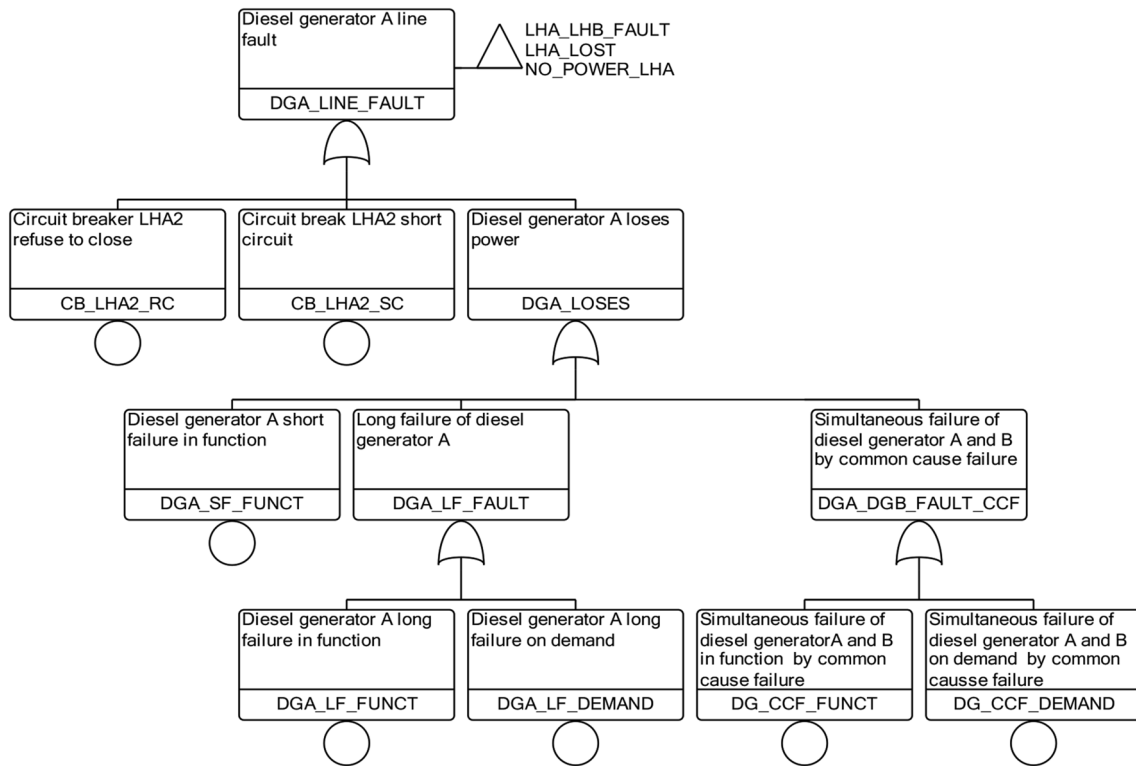 Diesel generator A line
fault
DGA_LINE_FAULT
LHA_LHB_FAULT
LHA_LOST
NO_POWER_LHA
Circuit breaker LHA2
refuse to close
CB_LHA2_RC
Circuit break LHA2 short
circuit
CB_LHA2_SC
Diesel generator A loses
power
DGA_LOSES
Diesel generator A short
failure in function
DGA_SF_FUNCT
Long failure of diesel
generator A
DGA_LF_FAULT
Simultaneous failure of
diesel generator A and B
by common cause failure
DGA_DGB_FAULT_CCF
Diesel generator A long
failure in function
DGA_LF_FUNCT
Diesel generator A long
failure on demand
DGA_LF_DEMAND
Simultaneous failure of
diesel generatorA and B
in function by common
cause failure
DG_CCF_FUNCT
Simultaneous failure of
diesel generator A and B
on demand by common
causse failure
DG_CCF_DEMAND